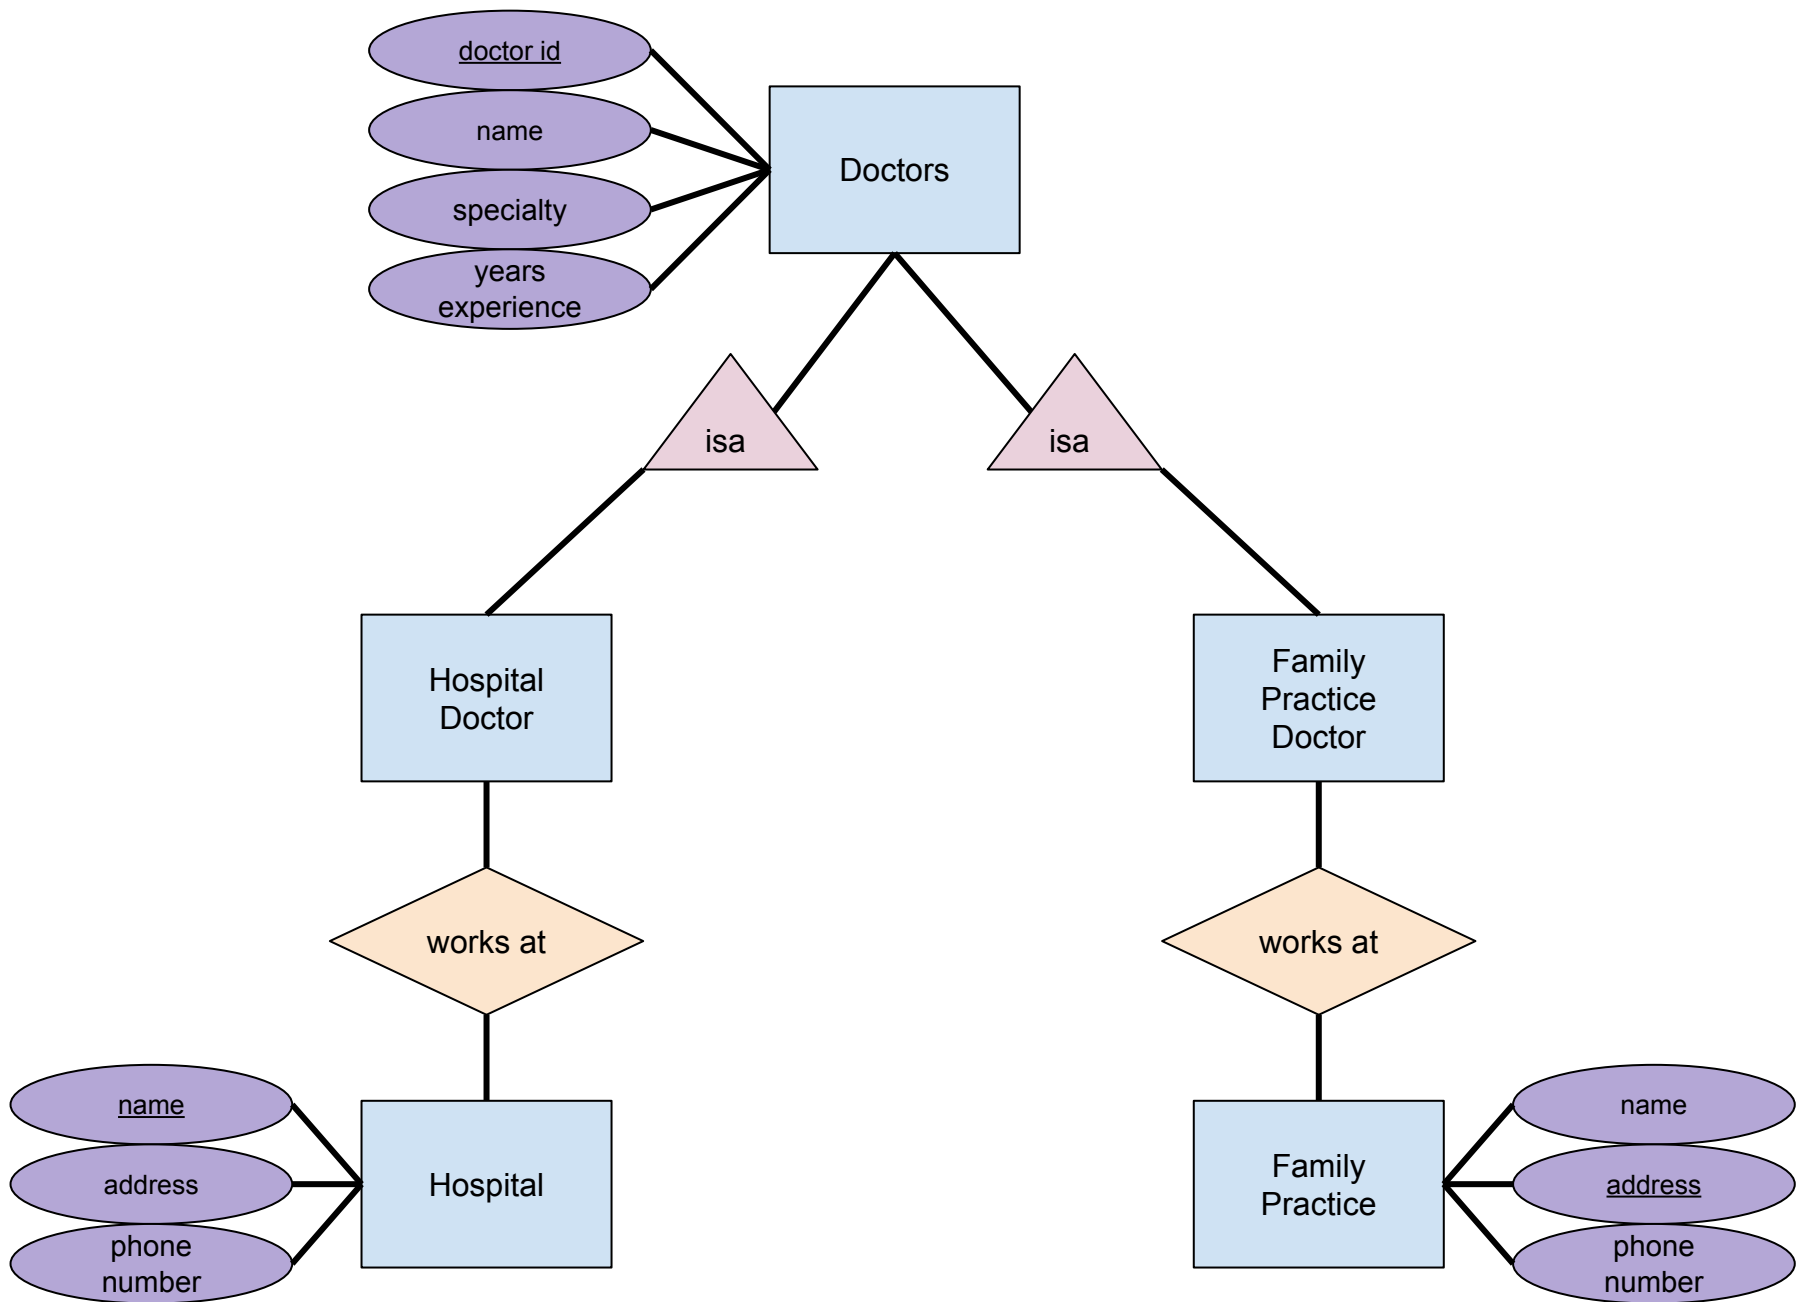 doctor id
name
specialty
years
experience
Doctors
isa
isa
Hospital
Doctor
Family
Practice
Doctor
works at
works at
name
address
phone
number
Hospital
Family
Practice
name
address
phone
number